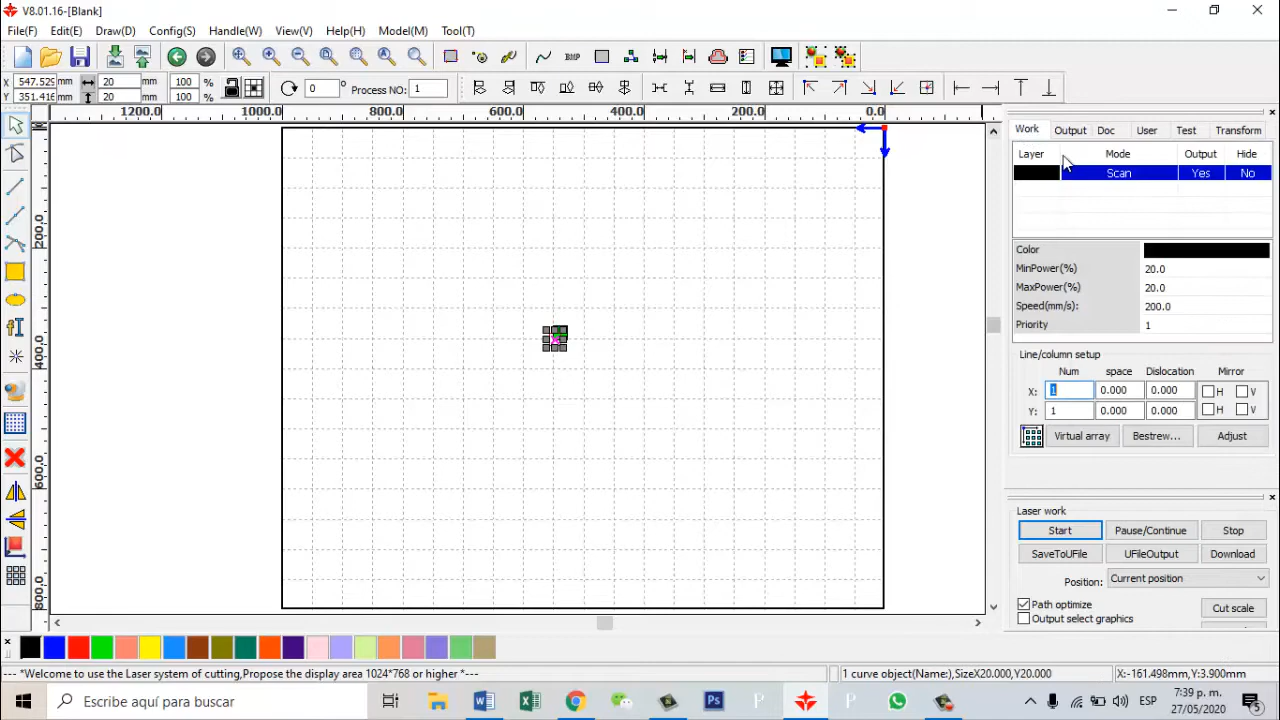 V8.01.16-[Blank]
File(F) Edit(E) Draw(D) Config(S) Handle(W) View(V) Help(H) Model(M) Tool(T)
BMP
X 547.529 mm 20 mm 100 %
Y 351.416 mm 20 mm 100 %
0 ° Process NO: 1
1200.0 1000.0 800.0 600.0 400.0 200.0 0.0
200.0
400.0
600.0
800.0
Work Output Doc User Test Transform
Layer Mode Output Hide
Scan Yes No
Color
MinPower(%) 20.0
MaxPower(%) 20.0
Speed(mm/s): 200.0
Priority 1
Line/column setup
Num space Dislocation Mirror
X: 1 0.000 0.000 H V
Y: 1 0.000 0.000 H V
Virtual array Bestrew... Adjust
Laser work
Start Pause/Continue Stop
SaveToUFile UFileOutput Download
Position: Current position
Path optimize
Output select graphics
Cut scale
--- *Welcome to use the Laser system of cutting,Propose the display area 1024*768 or higher *---
1 curve object(Name:),SizeX20.000,Y20.000
X:-161.498mm,Y:3.900mm
Escribe aquí para buscar
ESP
7:39 p. m.
27/05/2020
5